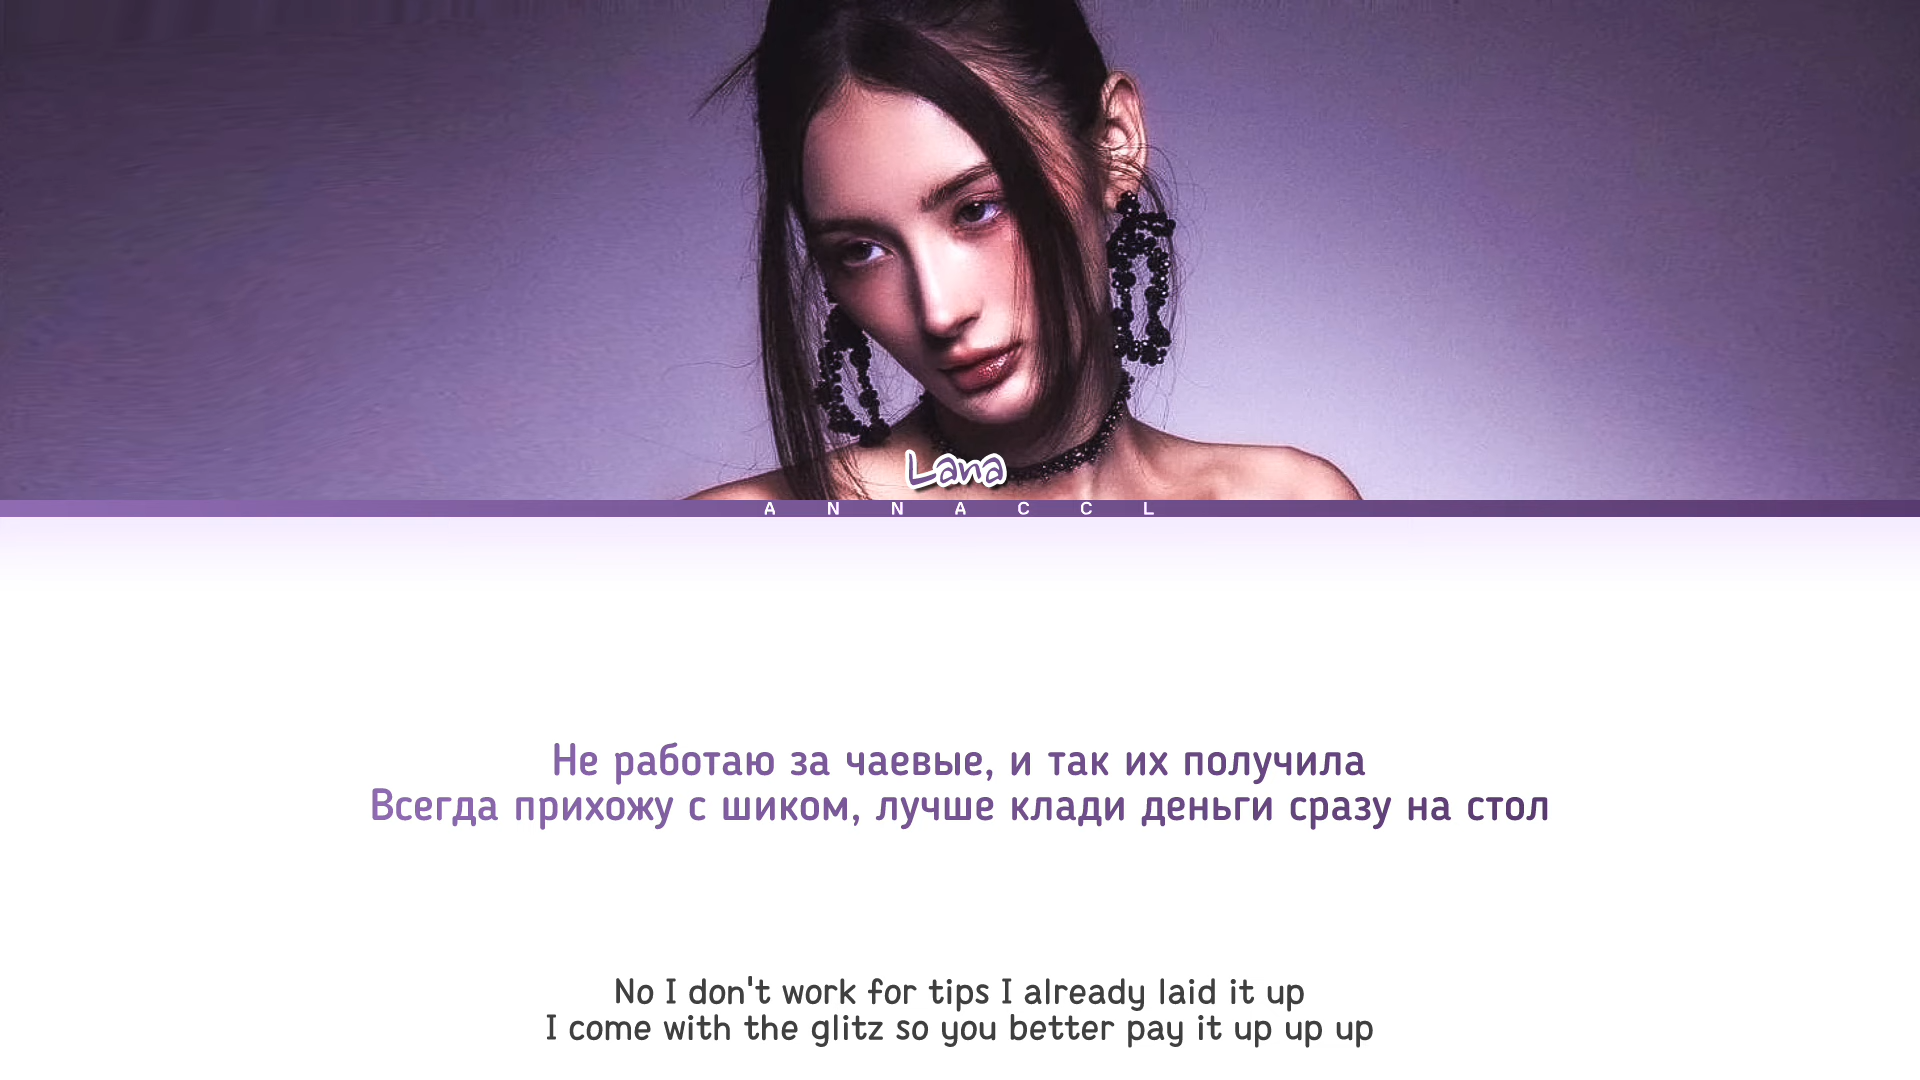 Lana
ANNACCL
Не работаю за чаевые, и так их получила
Всегда прихожу с шиком, лучше клади деньги сразу на стол
No I don't work for tips I already laid it up
I come with the glitz so you better pay it up up up